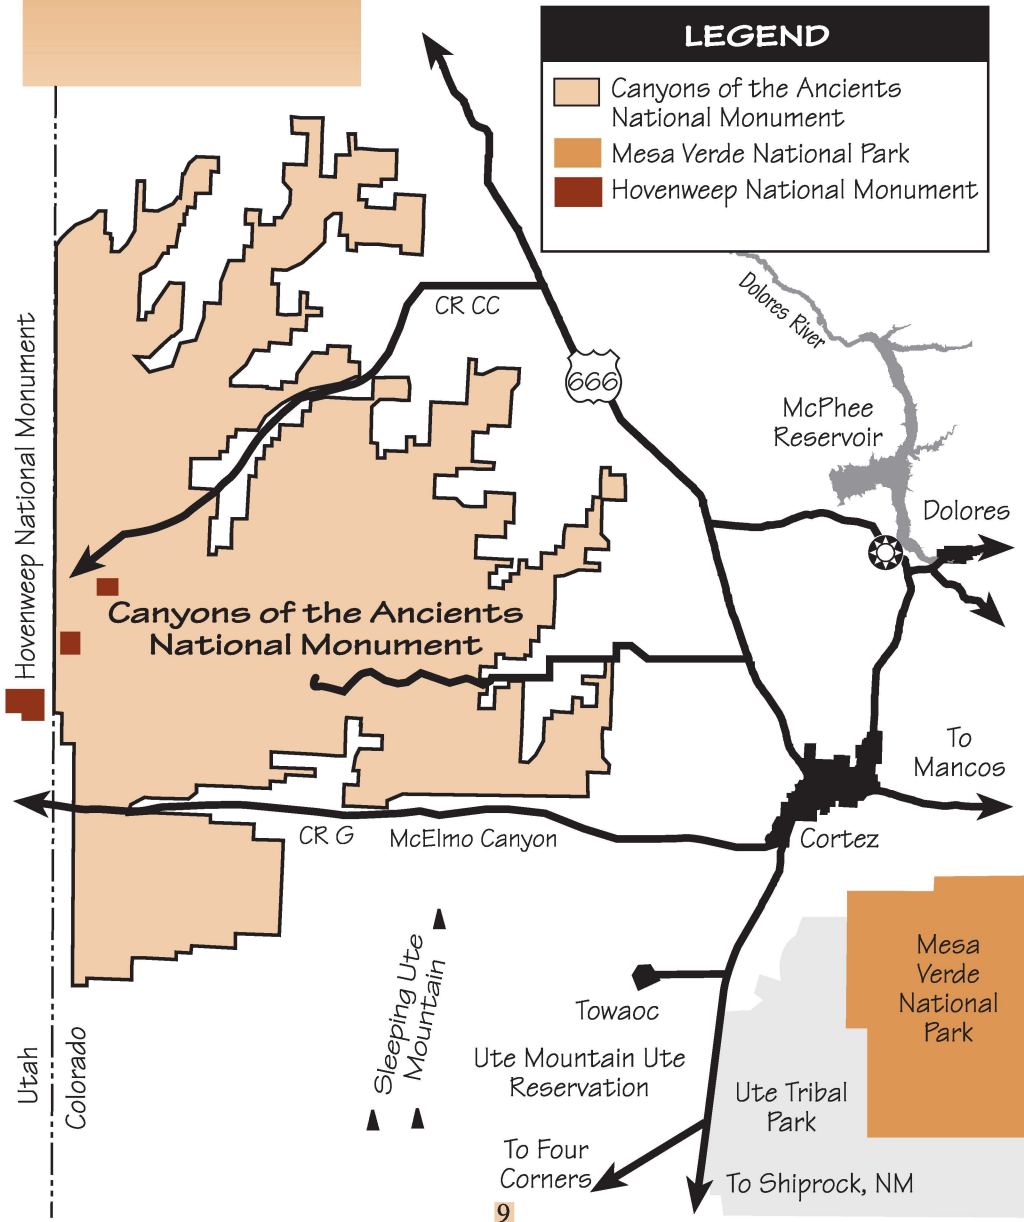 LEGEND
Canyons of the Ancients
National Monument
Mesa Verde National Park
Hovenweep National Monument
Dolores River
CR CC
666
McPhee
Reservoir
Dolores
Hovenweep National Monument
Canyons of the Ancients
National Monument
To
Mancos
CR G
McElmo Canyon
Cortez
Sleeping Ute
Mountain
Mesa
Verde
National
Park
Towaoc
Ute Mountain Ute
Reservation
Ute Tribal
Park
Utah
Colorado
To Four
Corners
To Shiprock, NM
9